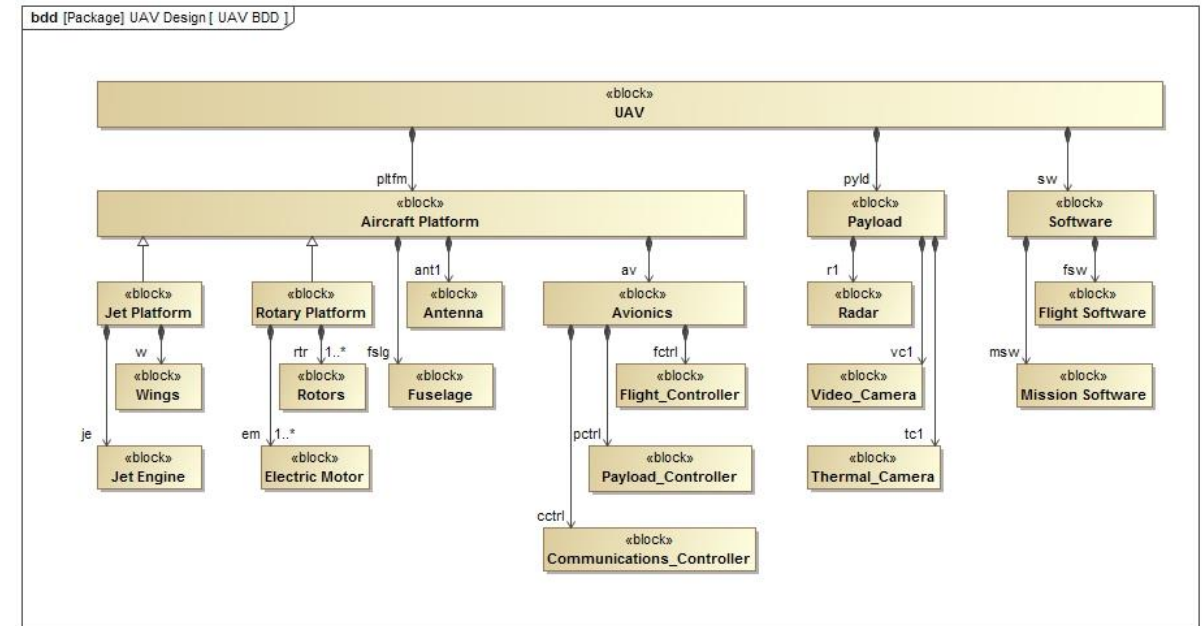 bdd [Package] UAV Design [ UAV BDD ]
«block»
UAV
pltfm
pyld
sw
«block»
Aircraft Platform
«block»
Payload
«block»
Software
ant1
av
r1
fsw
«block»
Jet Platform
«block»
Rotary Platform
«block»
Antenna
«block»
Avionics
«block»
Radar
«block»
Flight Software
w
rtr 1..*
fslg
fctrl
vc1
msw
«block»
Wings
«block»
Rotors
«block»
Fuselage
«block»
Flight_Controller
«block»
Video_Camera
«block»
Mission Software
je
em 1..*
pctrl
tc1
«block»
Jet Engine
«block»
Electric Motor
«block»
Payload_Controller
«block»
Thermal_Camera
cctrl
«block»
Communications_Controller